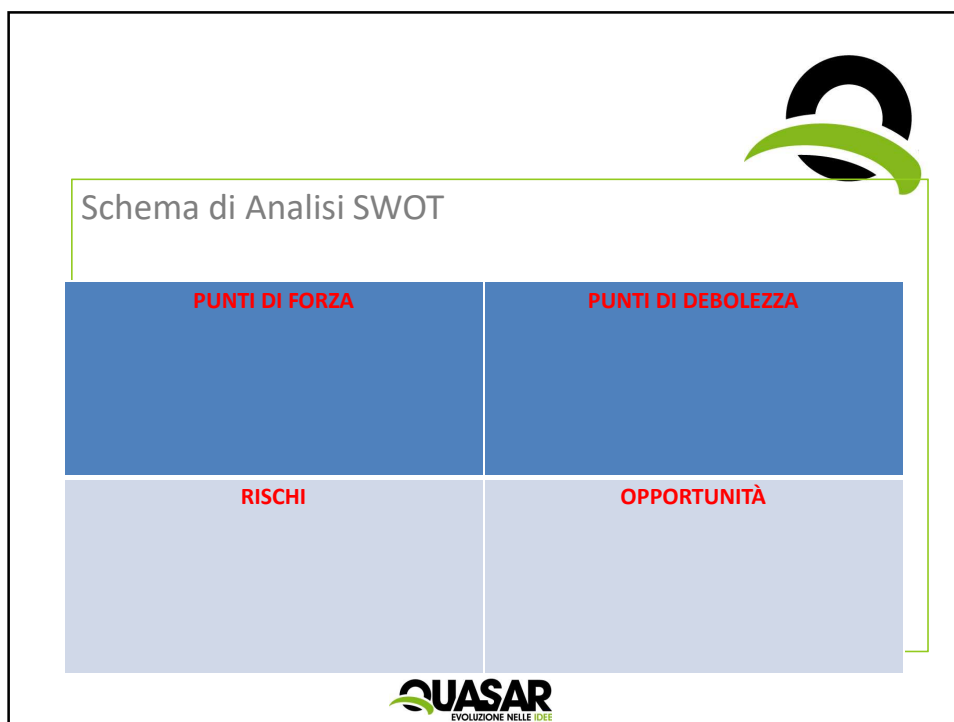 Schema di Analisi SWOT
PUNTI DI FORZA
PUNTI DI DEBOLEZZA
RISCHI
OPPORTUNITÀ
QUASAR
EVOLUZIONE NELLE IDEE